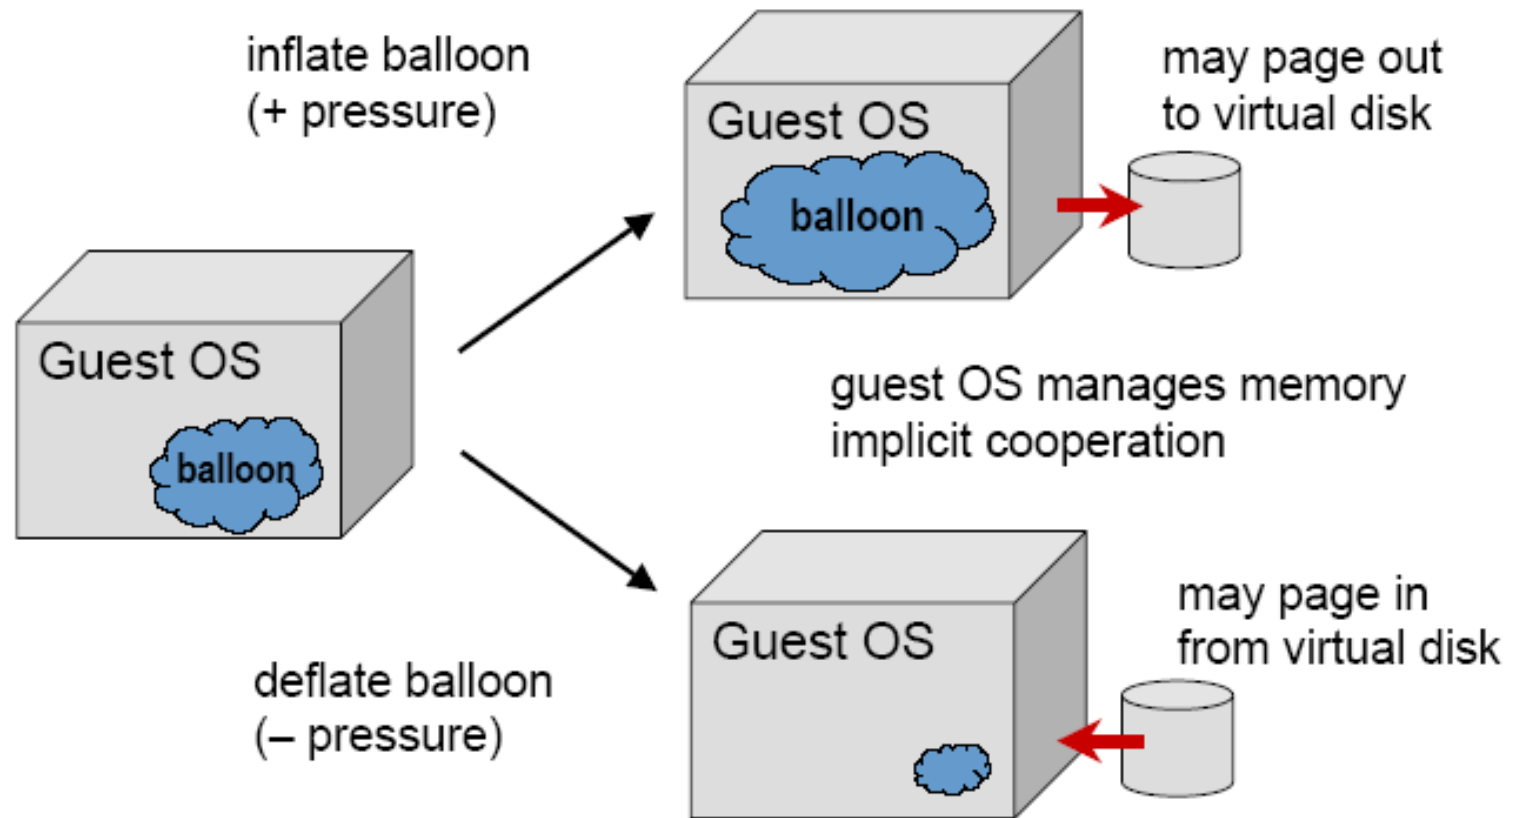 inflate balloon
(+ pressure)
Guest OS
balloon
may page out
to virtual disk
Guest OS
balloon
guest OS manages memory
implicit cooperation
deflate balloon
(– pressure)
Guest OS
may page in
from virtual disk